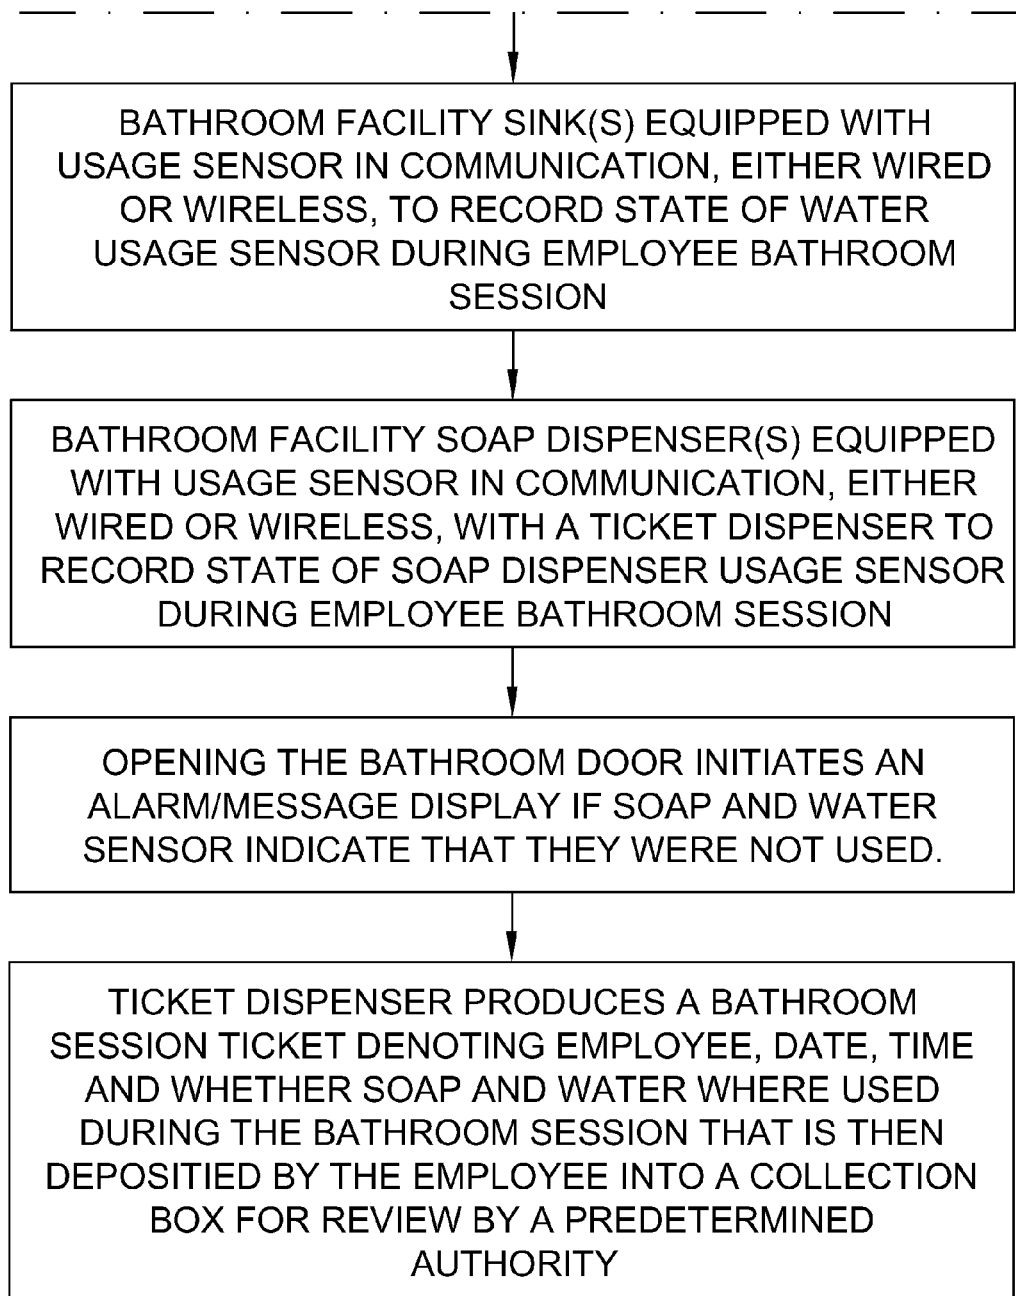 BATHROOM FACILITY SINK(S) EQUIPPED WITH
USAGE SENSOR IN COMMUNICATION, EITHER WIRED
OR WIRELESS, TO RECORD STATE OF WATER
USAGE SENSOR DURING EMPLOYEE BATHROOM
SESSION
BATHROOM FACILITY SOAP DISPENSER(S) EQUIPPED
WITH USAGE SENSOR IN COMMUNICATION, EITHER
WIRED OR WIRELESS, WITH A TICKET DISPENSER TO
RECORD STATE OF SOAP DISPENSER USAGE SENSOR
DURING EMPLOYEE BATHROOM SESSION
OPENING THE BATHROOM DOOR INITIATES AN
ALARM/MESSAGE DISPLAY IF SOAP AND WATER
SENSOR INDICATE THAT THEY WERE NOT USED.
TICKET DISPENSER PRODUCES A BATHROOM
SESSION TICKET DENOTING EMPLOYEE, DATE, TIME
AND WHETHER SOAP AND WATER WHERE USED
DURING THE BATHROOM SESSION THAT IS THEN
DEPOSITIED BY THE EMPLOYEE INTO A COLLECTION
BOX FOR REVIEW BY A PREDETERMINED
AUTHORITY